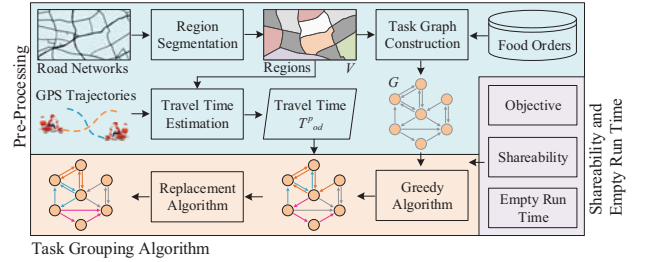 Pre-Processing
Road Networks
Region
Segmentation
Regions
V
Task Graph
Construction
Food Orders
GPS Trajectories
Travel Time
Estimation
Travel Time
T^p_od
G
Objective
Shareability
Empty Run
Time
Shareability and
Empty Run Time
Greedy
Algorithm
Replacement
Algorithm
Task Grouping Algorithm